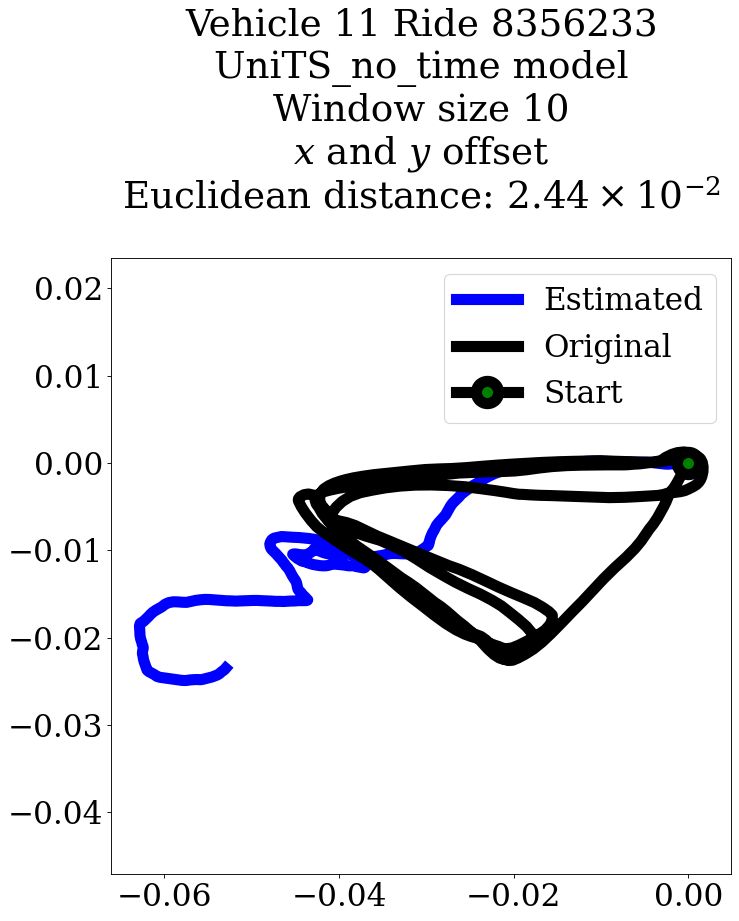 Vehicle 11 Ride 8356233
UniTS_no_time model
Window size 10
x and y offset
Euclidean distance: 2.44 × 10⁻²
Estimated
Original
Start
0.02
0.01
0.00
−0.01
−0.02
−0.03
−0.04
−0.06 −0.04 −0.02 0.00